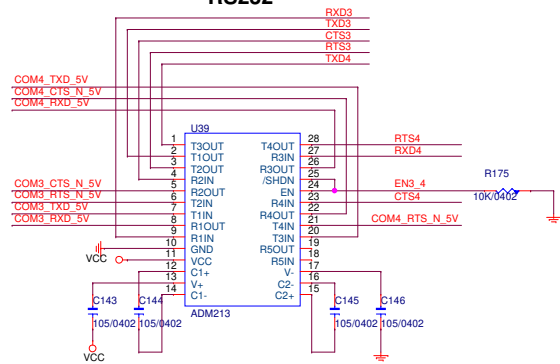 RS232
RXD3
TXD3
CTS3
RTS3
TXD4
COM4_TXD_5V
COM4_CTS_N_5V
COM4_RXD_5V
U39
1 T3OUT T4OUT 28 RTS4
2 T1OUT R3IN 27 RXD4
3 T2OUT R3OUT 26
4 R2IN /SHDN 25
COM3_CTS_N_5V 5 R2OUT EN 24 EN3_4
COM3_RTS_N_5V 6 T2IN R4IN 23 CTS4
COM3_TXD_5V 7 T1IN R4OUT 22
COM3_RXD_5V 8 R1OUT T4IN 21 COM4_RTS_N_5V
9 R1IN T3IN 20
10 GND R5OUT 19
VCC 11 VCC R5IN 18
12 C1+ V- 17
13 V+ C2- 16
14 C1- C2+ 15
ADM213
R175
10K/0402
C143 C144 C145 C146
105/0402 105/0402 105/0402 105/0402
VCC